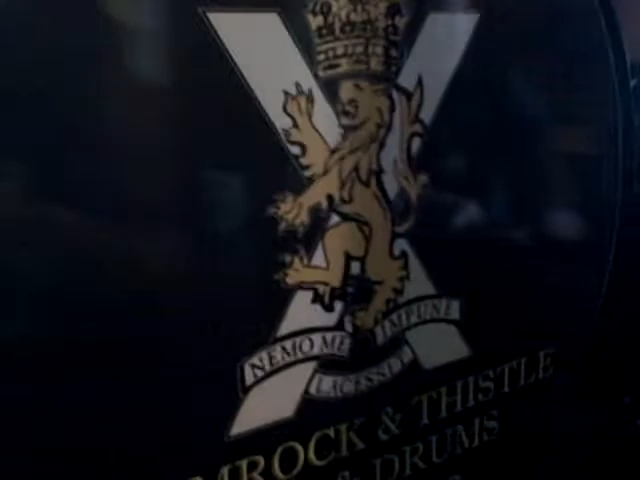 NEMO ME IMPUNE
LACESSIT
MROCK & THISTLE
& DRUMS